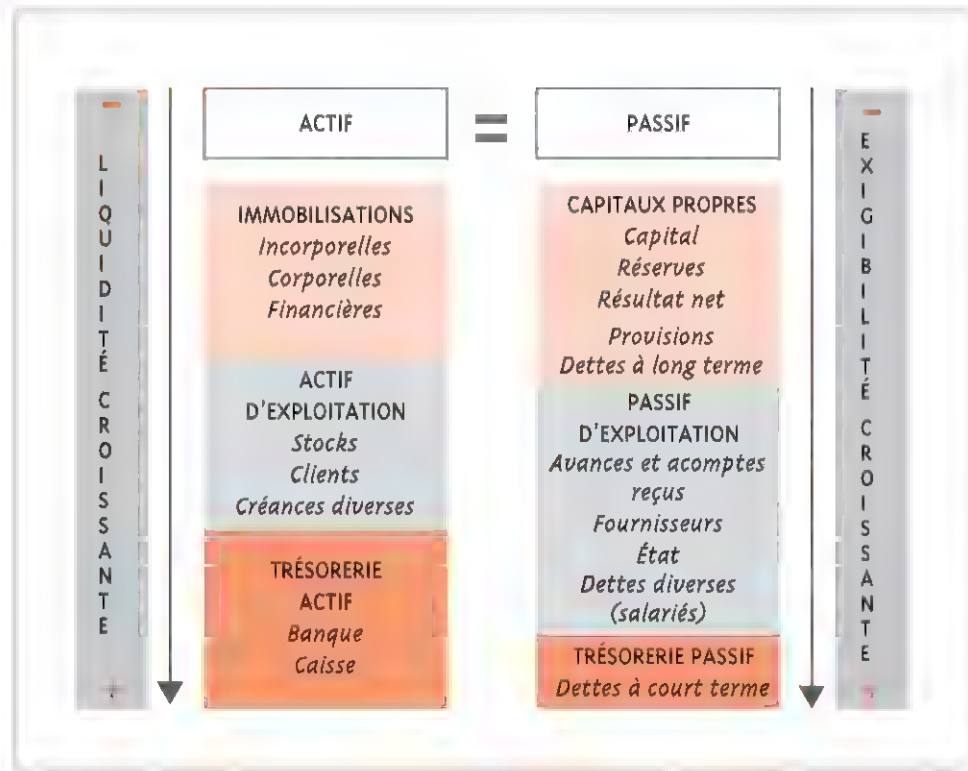 LIQUIDITÉ CROISSANTE
-
+
ACTIF
IMMOBILISATIONS
Incorporelles
Corporelles
Financières
ACTIF
D'EXPLOITATION
Stocks
Clients
Créances diverses
TRÉSORERIE
ACTIF
Banque
Caisse
=
PASSIF
CAPITAUX PROPRES
Capital
Réserves
Résultat net
Provisions
Dettes à long terme
PASSIF
D'EXPLOITATION
Avances et acomptes
reçus
Fournisseurs
État
Dettes diverses
(salariés)
TRÉSORERIE PASSIF
Dettes à court terme
EXIGIBILITÉ CROISSANTE
-
+